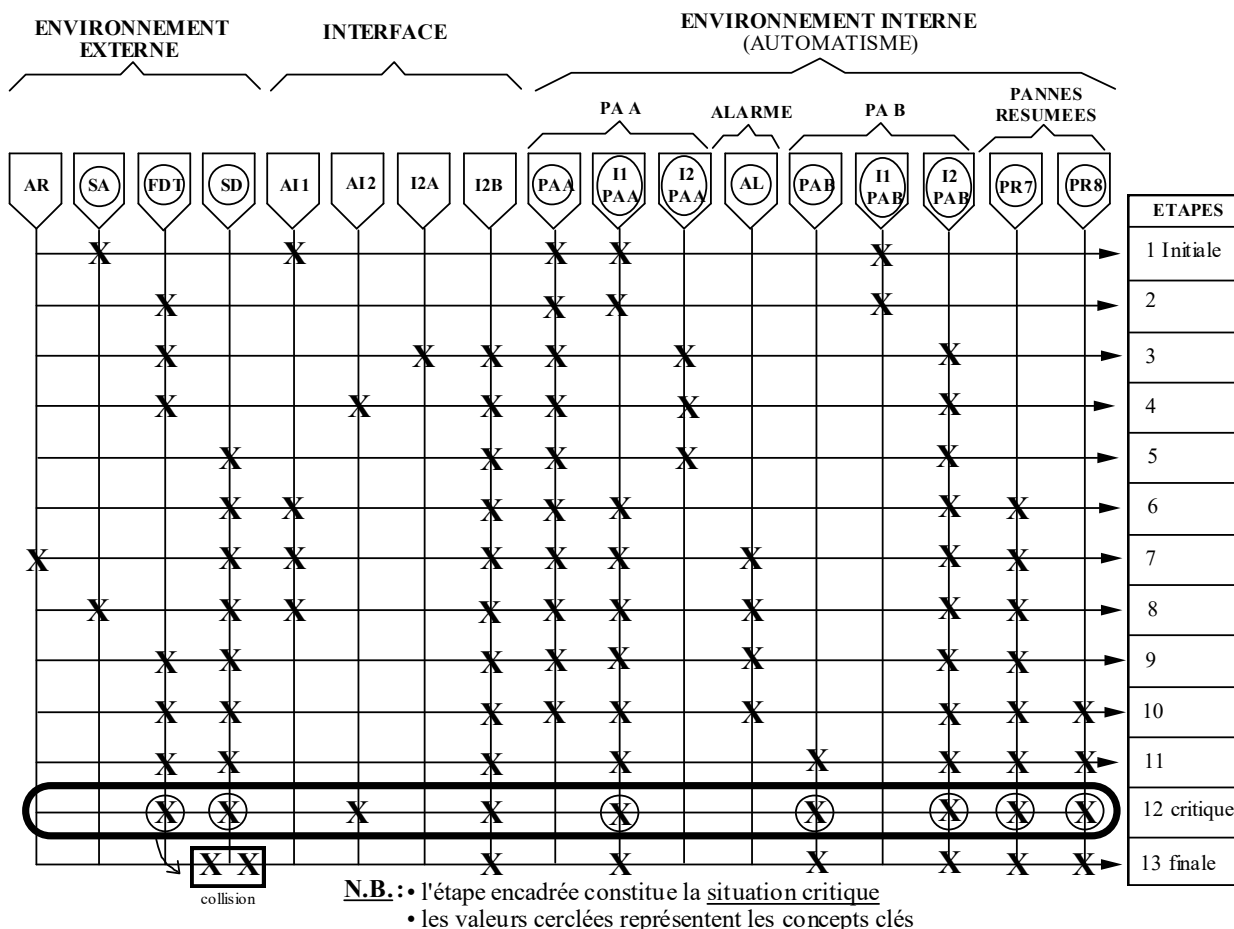 ENVIRONNEMENT
EXTERNE
INTERFACE
ENVIRONNEMENT INTERNE
(AUTOMATISME)
PA A
ALARME
PA B
PANNES
RESUMEES
AR
SA
FDT
SD
AI1
AI2
I2A
I2B
PAA
I1
PAA
I2
PAA
AL
PAB
I1
PAB
I2
PAB
PR7
PR8
ETAPES
X X X X X 1 Initiale
X X X X 2
X X X X X X 3
X X X X X X 4
X X X X X 5
X X X X X X X 6
X X X X X X X X X 7
X X X X X X X X X 8
X X X X X X X X 9
X X X X X X X X X 10
X X X X X X X X 11
X X X X X X X X X 12 critique
X X X X X X X X 13 finale
collision
N.B. : • l'étape encadrée constitue la situation critique
• les valeurs cerclées représentent les concepts clés